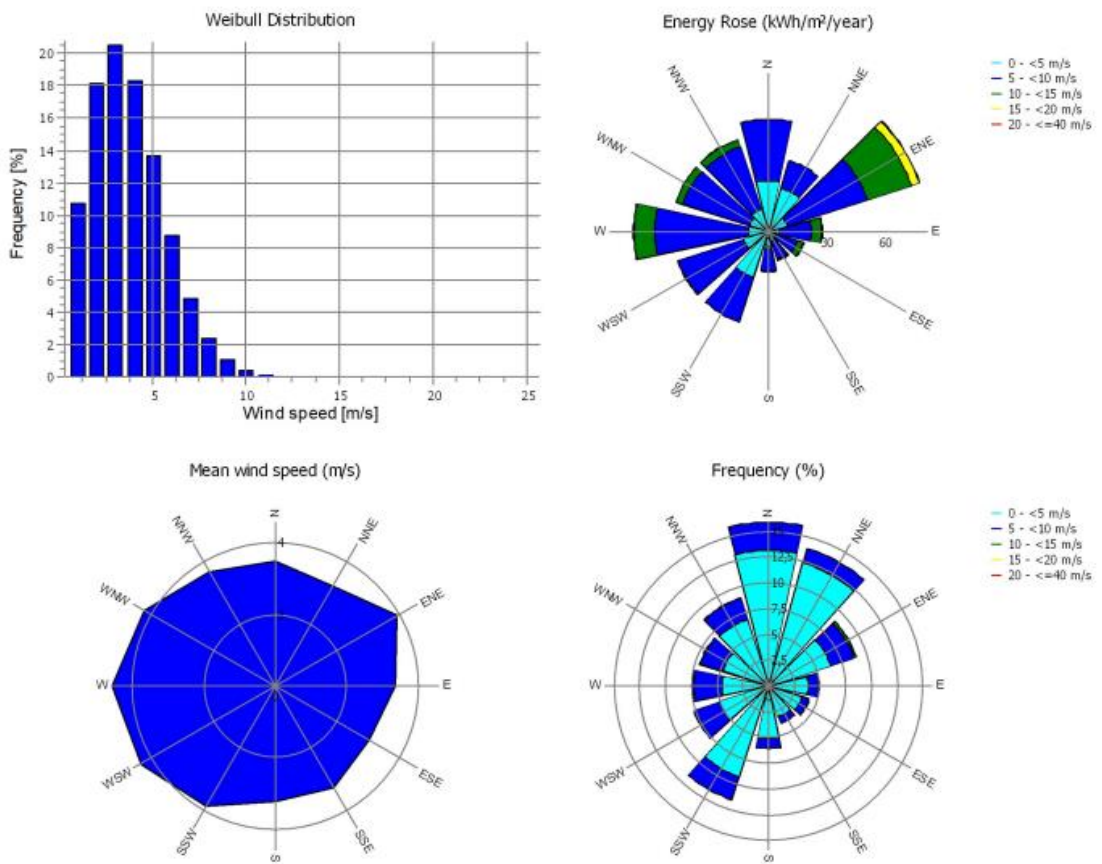 Weibull Distribution
Frequency [%]
20
18
16
14
12
10
8
6
4
2
0
5
10
15
20
25
Wind speed [m/s]
Energy Rose (kWh/m²/year)
N
NNE
ENE
E
ESE
SSE
S
SSW
WSW
W
WNW
NNW
30
60
0 - <5 m/s
5 - <10 m/s
10 - <15 m/s
15 - <20 m/s
20 - <=40 m/s
Mean wind speed (m/s)
N
NNE
ENE
E
ESE
SSE
S
SSW
WSW
W
WNW
NNW
4
Frequency (%)
N
NNE
ENE
E
ESE
SSE
S
SSW
WSW
W
WNW
NNW
12,5
10
7,5
5
2,5
0 - <5 m/s
5 - <10 m/s
10 - <15 m/s
15 - <20 m/s
20 - <=40 m/s